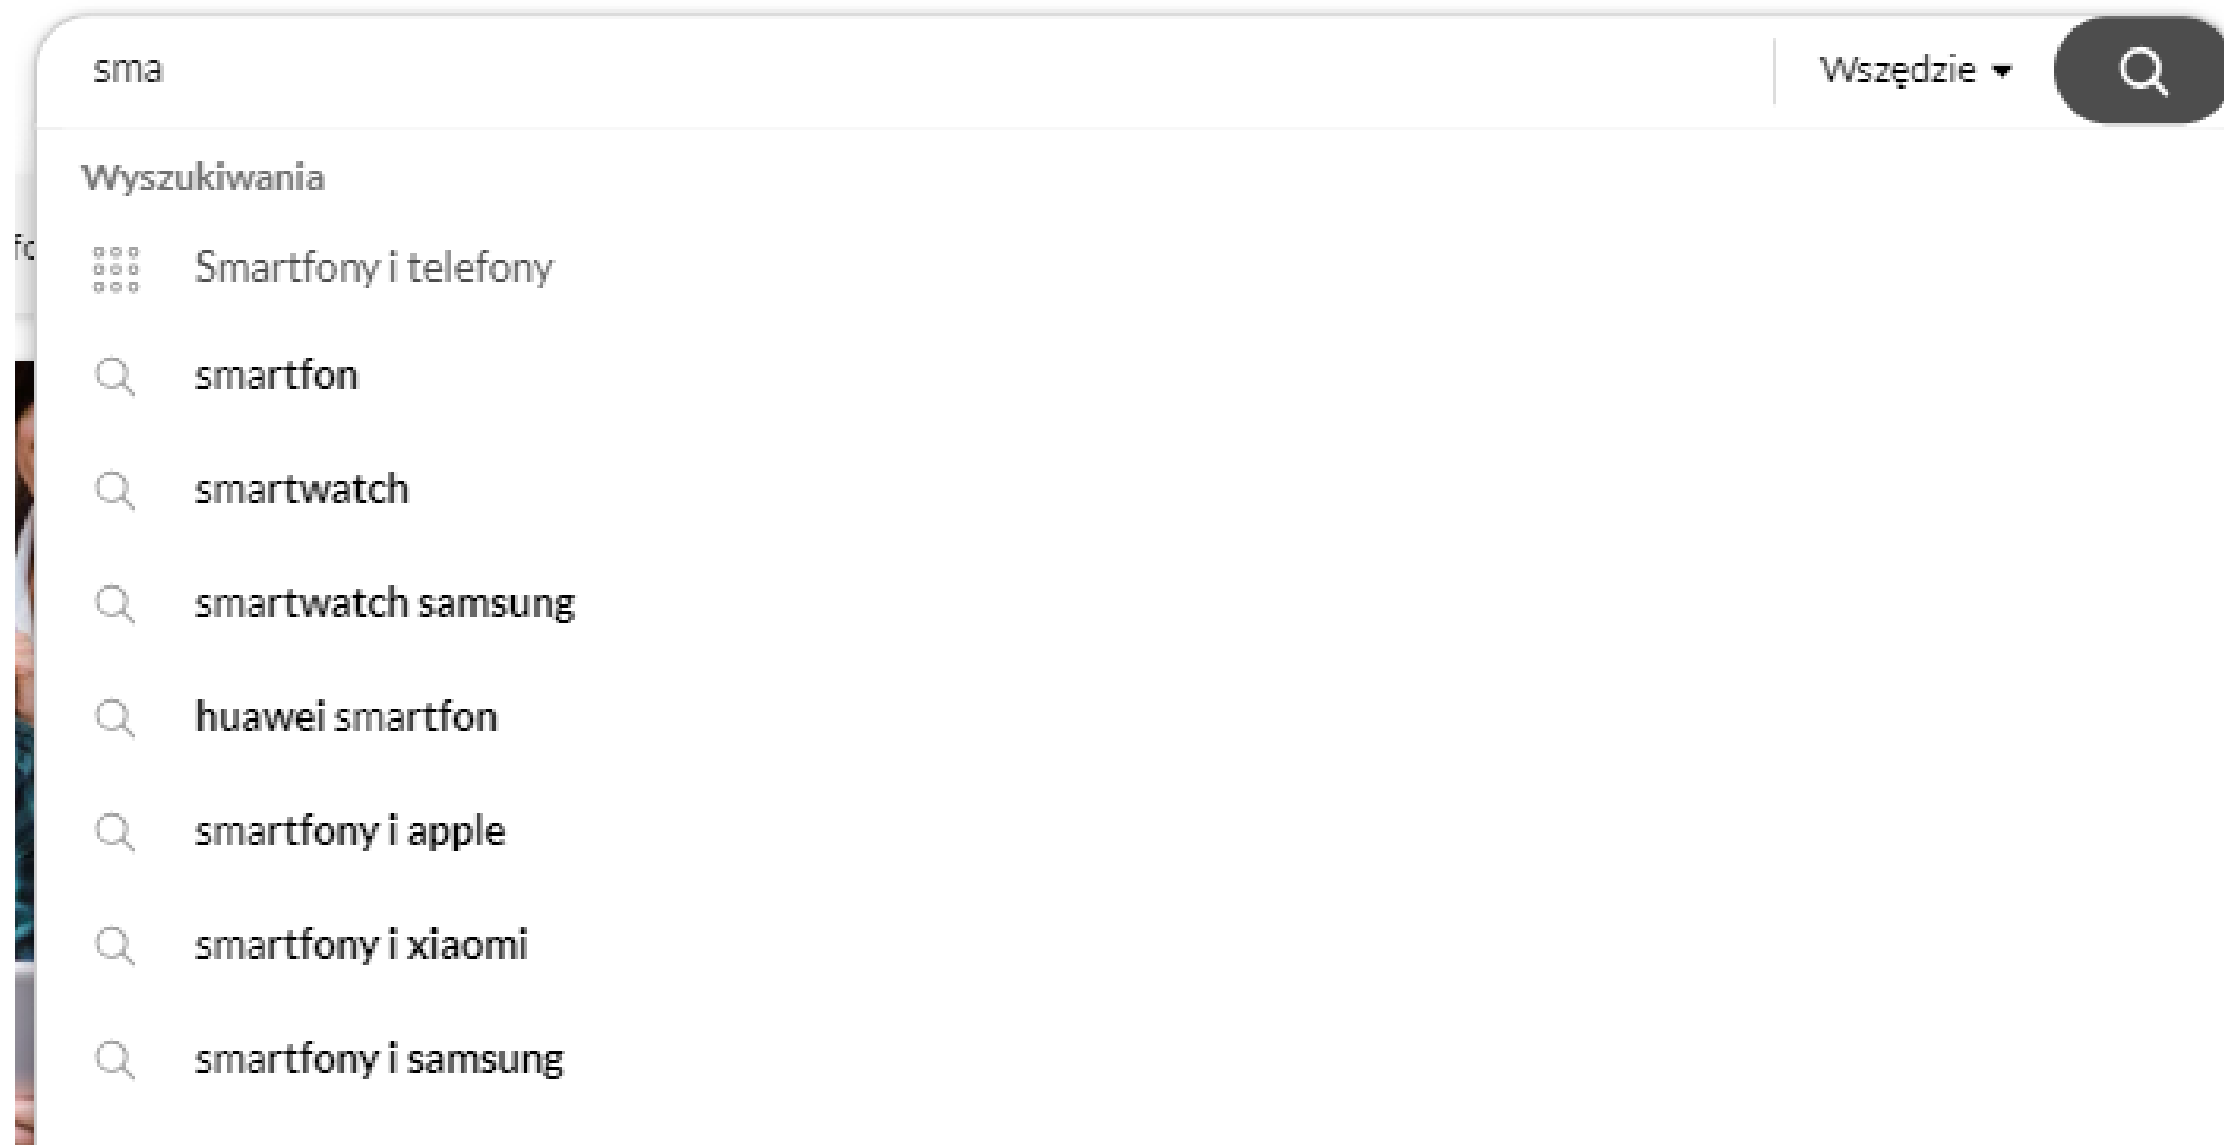 sma
Wszędzie
Wyszukiwania
Smartfony i telefony
smartfon
smartwatch
smartwatch samsung
huawei smartfon
smartfony i apple
smartfony i xiaomi
smartfony i samsung